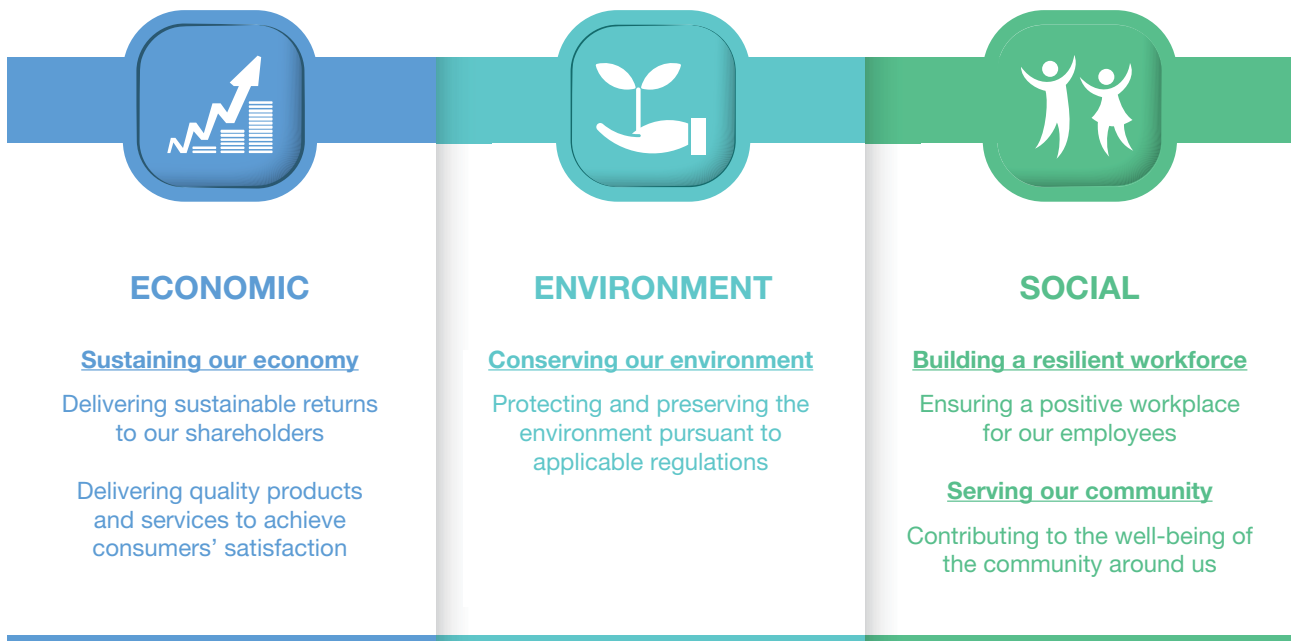 ECONOMIC
Sustaining our economy
Delivering sustainable returns
to our shareholders
Delivering quality products
and services to achieve
consumers’ satisfaction
ENVIRONMENT
Conserving our environment
Protecting and preserving the
environment pursuant to
applicable regulations
SOCIAL
Building a resilient workforce
Ensuring a positive workplace
for our employees
Serving our community
Contributing to the well-being of
the community around us